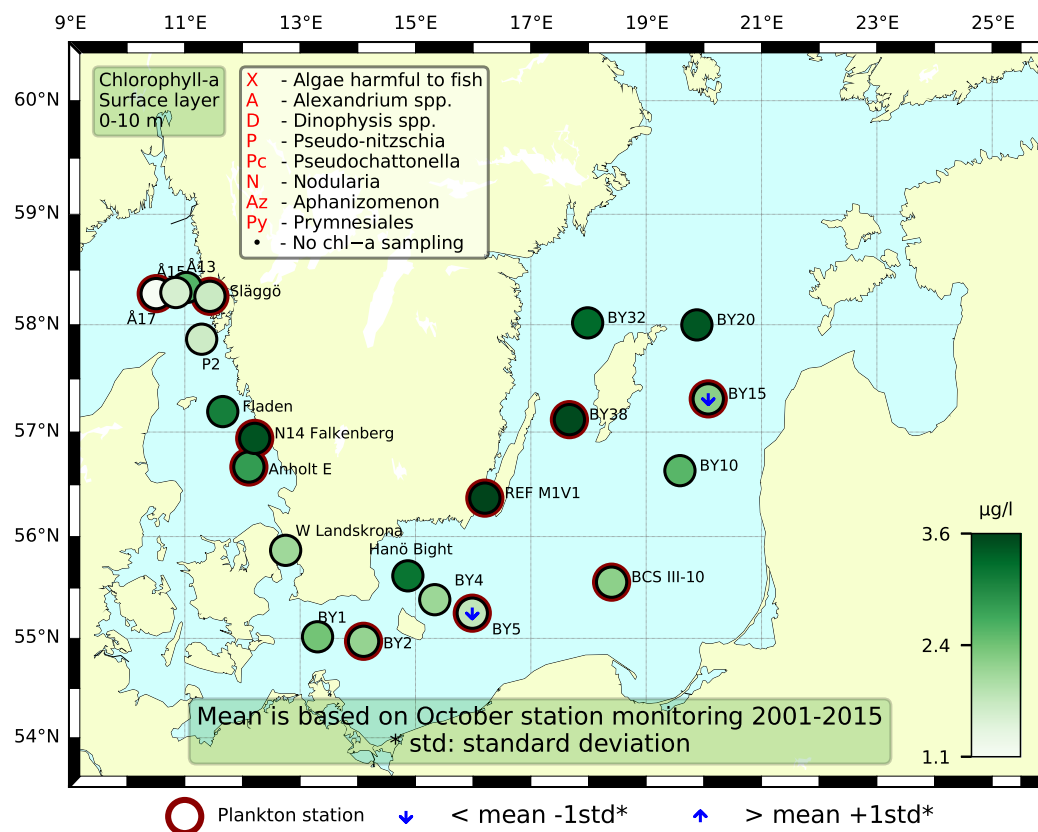 9°E 11°E 13°E 15°E 17°E 19°E 21°E 23°E 25°E
60°N
59°N
58°N
57°N
56°N
55°N
54°N
Chlorophyll-a
Surface layer
0-10 m
X - Algae harmful to fish
A - Alexandrium spp.
D - Dinophysis spp.
P - Pseudo-nitzschia
Pc - Pseudochattonella
N - Nodularia
Az - Aphanizomenon
Py - Prymnesiales
• - No chl−a sampling
Å15
Å13
Släggö
Å17
P2
BY32
BY20
Fladen
BY15
BY38
N14 Falkenberg
Anholt E
BY10
REF M1V1
W Landskrona
Hanö Bight
BY4
BCS III-10
BY1
BY5
BY2
µg/l
3.6
2.4
1.1
Mean is based on October station monitoring 2001-2015
* std: standard deviation
Plankton station < mean -1std* > mean +1std*